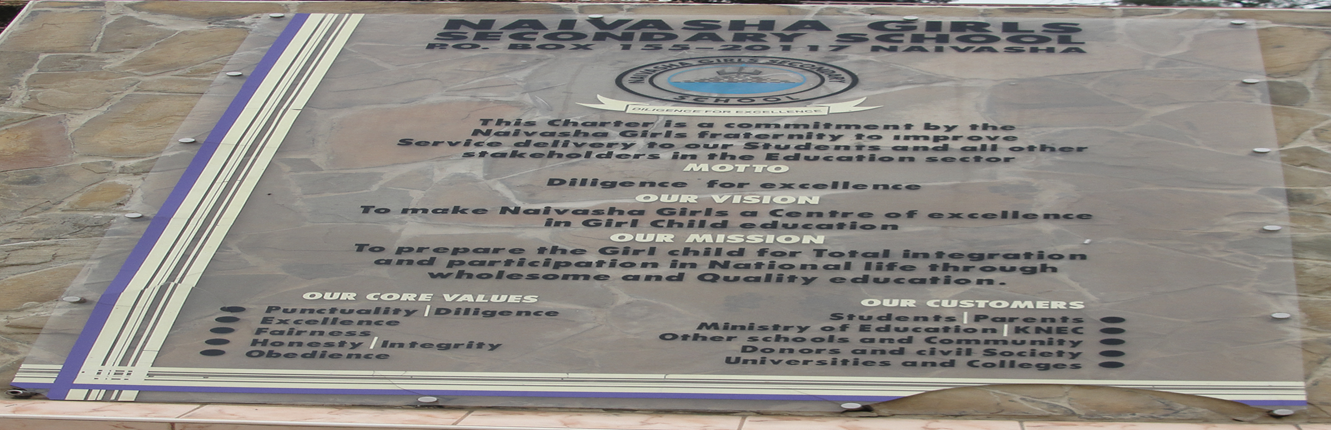 NAIVASHA GIRLS
SECONDARY SCHOOL
P.O. BOX 155-20117 NAIVASHA
NAIVASHA GIRLS SECONDARY
SCHOOL
DILIGENCE FOR EXCELLENCE
This Charter is a commitment by the
Naivasha Girls fraternity to improve
Service delivery to our Students and all other
stakeholders in the Education sector
MOTTO
Diligence for excellence
OUR VISION
To make Naivasha Girls a Centre of excellence
in Girl Child education
OUR MISSION
To prepare the Girl child for Total integration
and participation in National life through
wholesome and Quality education.
OUR CORE VALUES
Punctuality | Diligence
Excellence
Fairness
Honesty | Integrity
Obedience
OUR CUSTOMERS
Students | Parents
Ministry of Education | KNEC
Other schools and Community
Donors and civil Society
Universities and Colleges